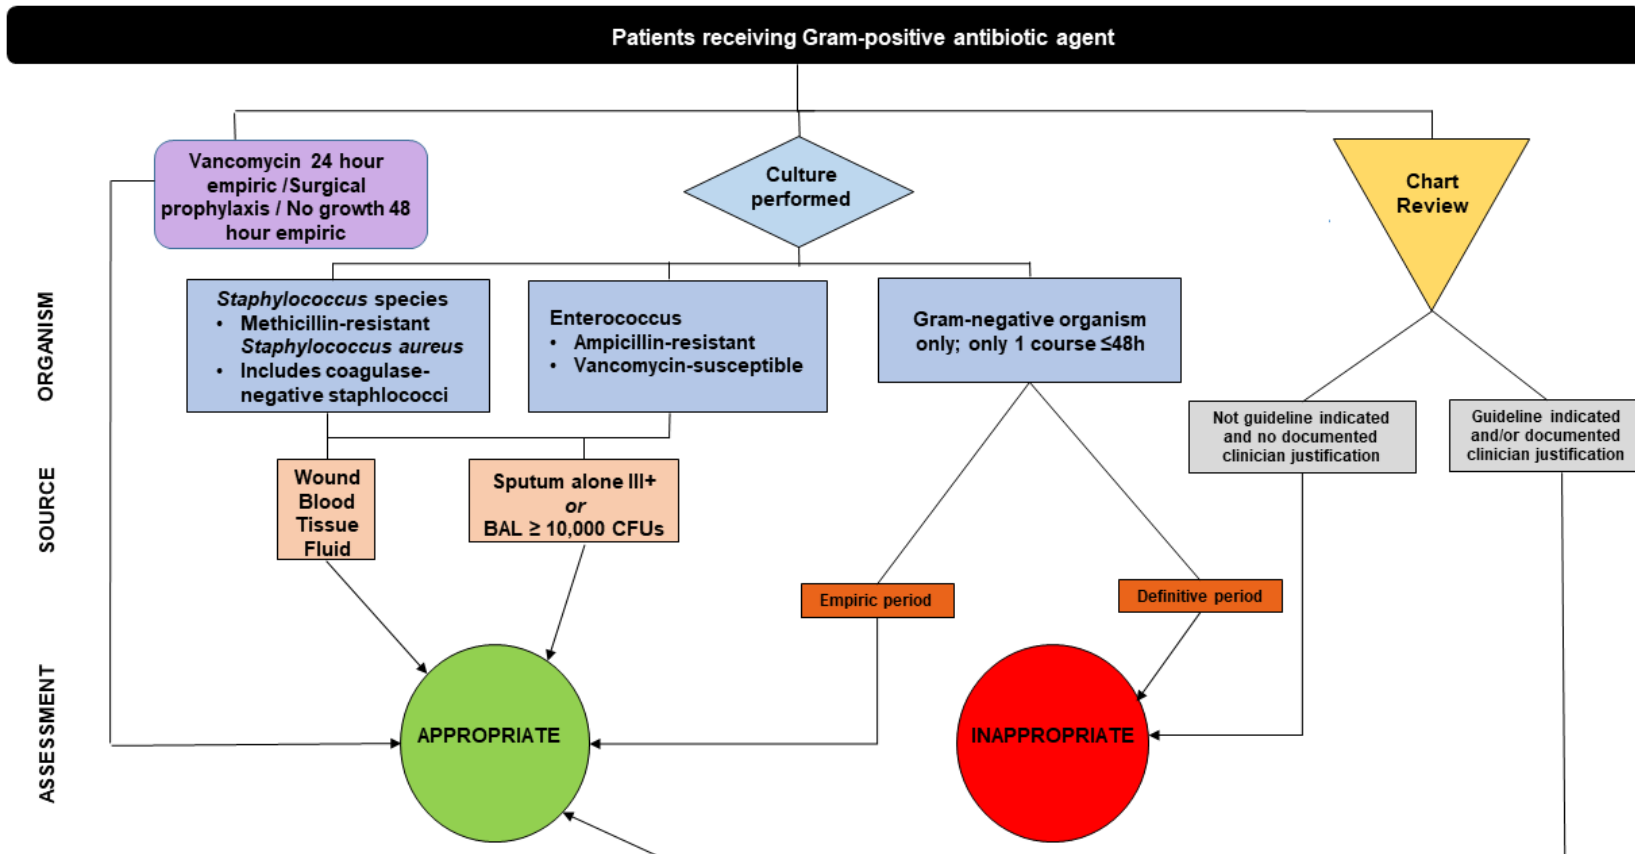 Patients receiving Gram-positive antibiotic agent
Vancomycin 24 hour
empiric /Surgical
prophylaxis / No growth 48
hour empiric
Culture
performed
Chart
Review
ORGANISM
Staphylococcus species
• Methicillin-resistant
Staphylococcus aureus
• Includes coagulase-
negative staphlococci
Enterococcus
• Ampicillin-resistant
• Vancomycin-susceptible
Gram-negative organism
only; only 1 course ≤48h
Not guideline indicated
and no documented
clinician justification
Guideline indicated
and/or documented
clinician justification
SOURCE
Wound
Blood
Tissue
Fluid
Sputum alone III+
or
BAL ≥ 10,000 CFUs
Empiric period
Definitive period
ASSESSMENT
APPROPRIATE
INAPPROPRIATE